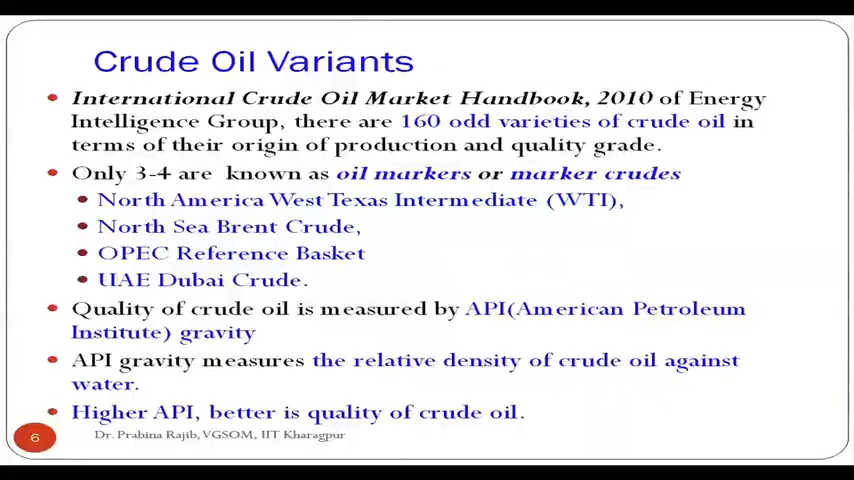 Crude Oil Variants
• International Crude Oil Market Handbook, 2010 of Energy
Intelligence Group, there are 160 odd varieties of crude oil in
terms of their origin of production and quality grade.
• Only 3-4 are known as oil markers or marker crudes
• North America West Texas Intermediate (WTI),
• North Sea Brent Crude,
• OPEC Reference Basket
• UAE Dubai Crude.
• Quality of crude oil is measured by API(American Petroleum
Institute) gravity
• API gravity measures the relative density of crude oil against
water.
• Higher API, better is quality of crude oil.
6
Dr. Prabina Rajib, VGSOM, IIT Kharagpur